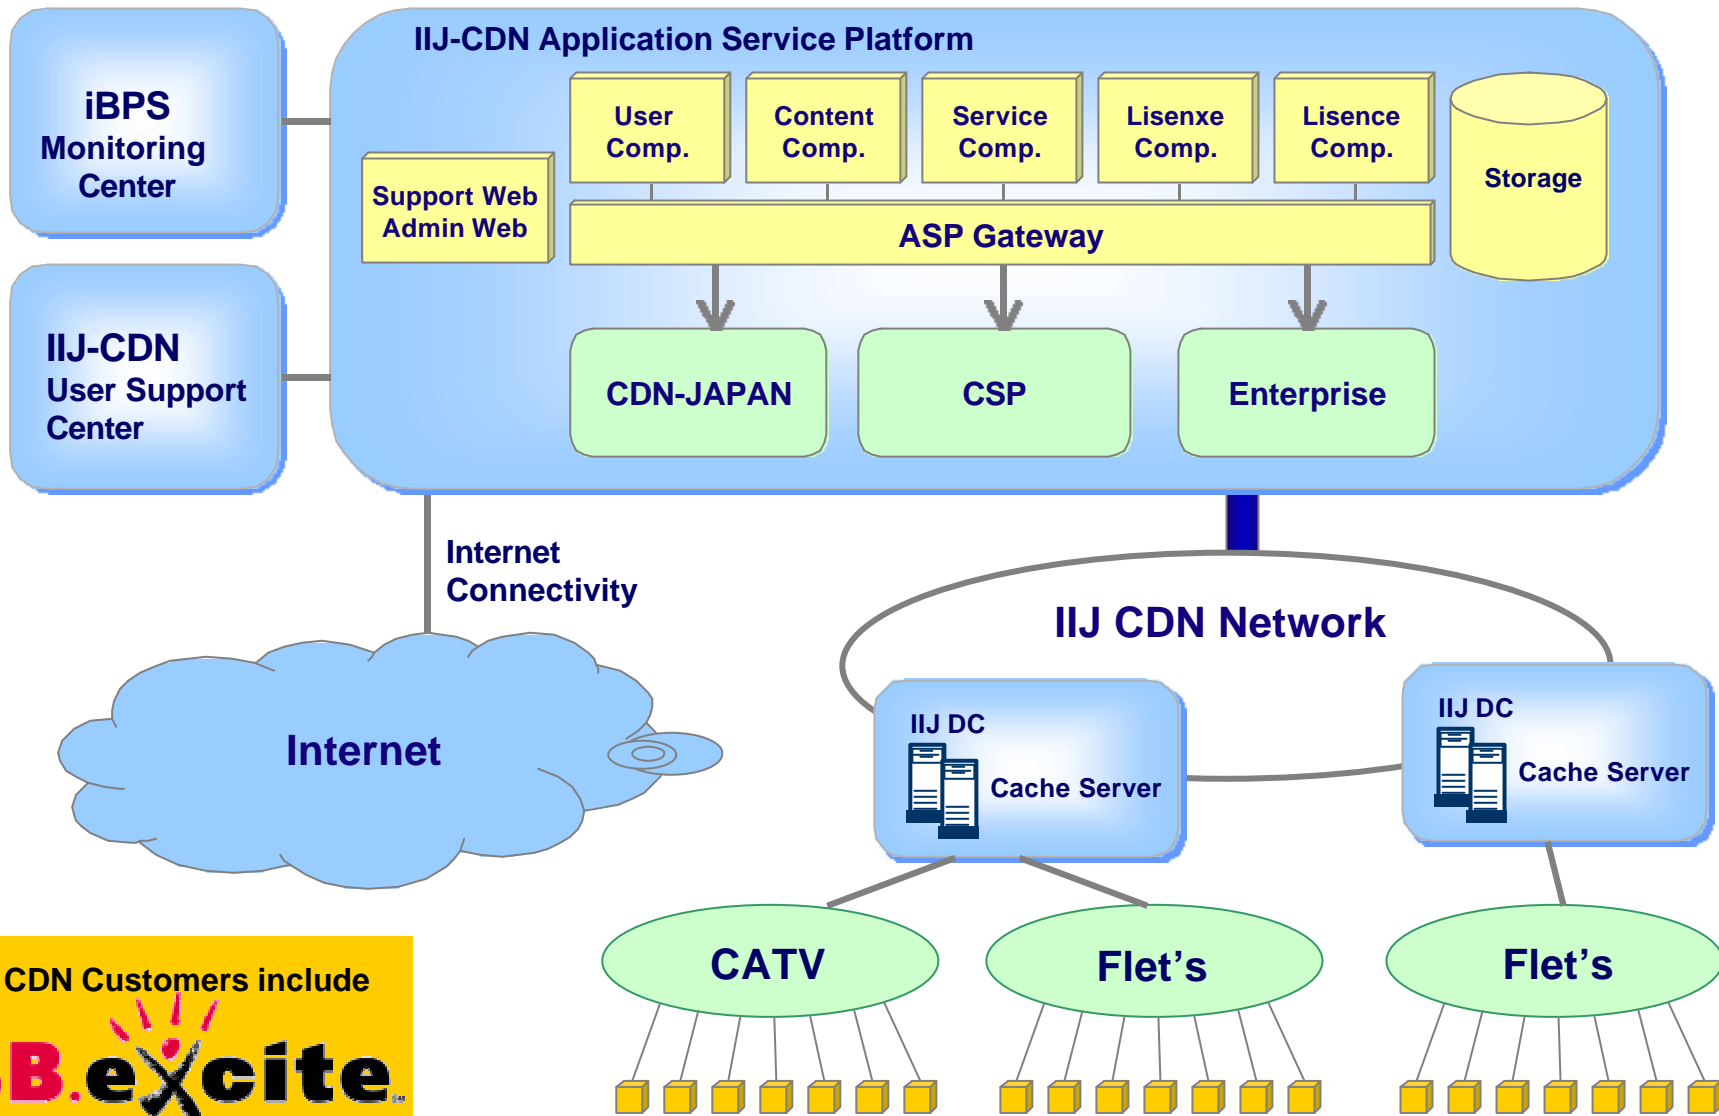 IIJ-CDN Application Service Platform
iBPS
Monitoring
Center
User
Comp.
Content
Comp.
Service
Comp.
Lisenxe
Comp.
Lisence
Comp.
Storage
Support Web
Admin Web
ASP Gateway
IIJ-CDN
User Support
Center
CDN-JAPAN
CSP
Enterprise
Internet
Connectivity
IIJ CDN Network
Internet
IIJ DC
Cache Server
IIJ DC
Cache Server
CATV
Flet's
Flet's
CDN Customers include
B.excite